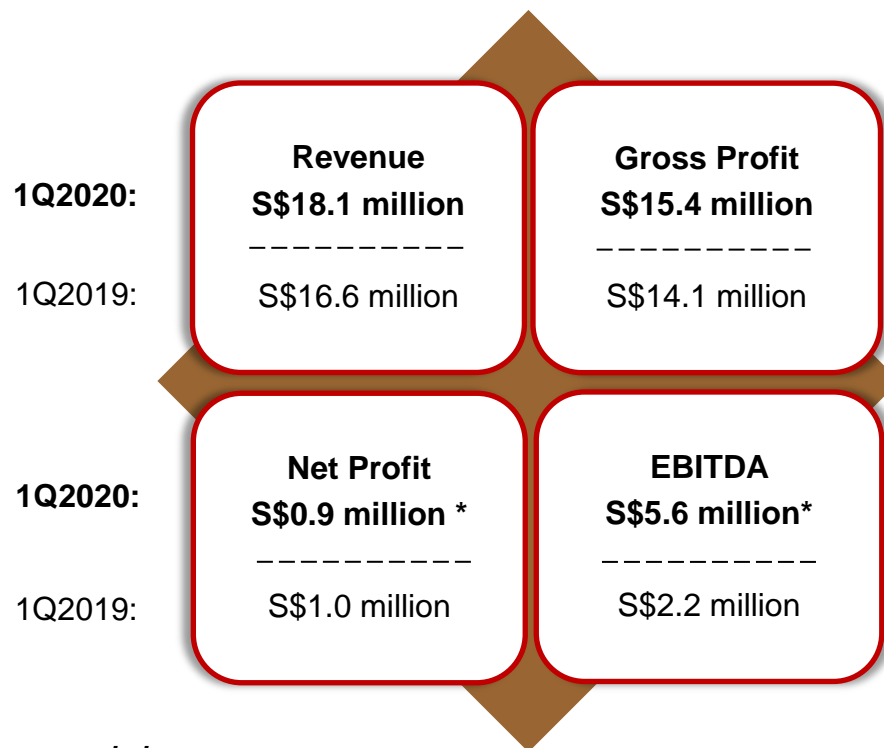 Revenue
Gross Profit
1Q2020:
S$18.1 million
S$15.4 million
1Q2019:
S$16.6 million
S$14.1 million
Net Profit
EBITDA
1Q2020:
S$0.9 million *
S$5.6 million*
1Q2019:
S$1.0 million
S$2.2 million